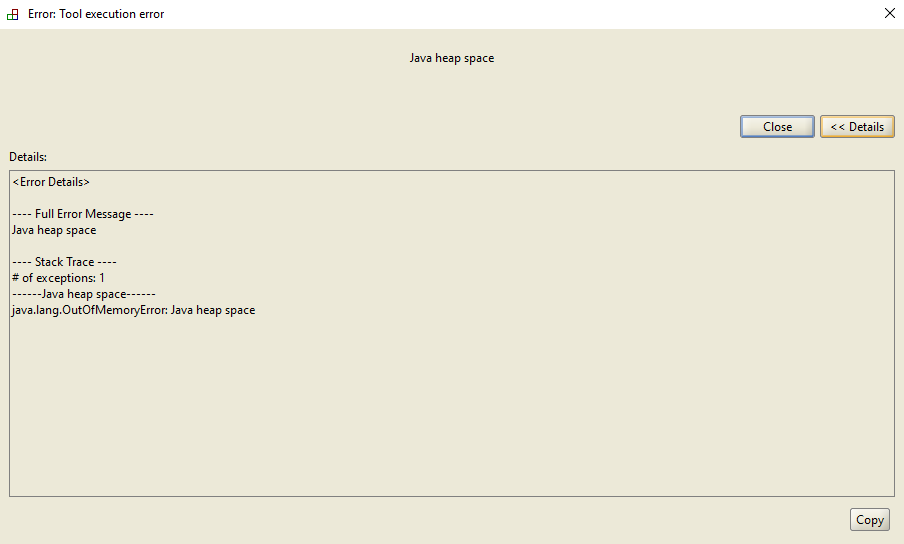 Error: Tool execution error
Java heap space
Close
<< Details
Details:
<Error Details>
---- Full Error Message ----
Java heap space
---- Stack Trace ----
# of exceptions: 1
------Java heap space------
java.lang.OutOfMemoryError: Java heap space
Copy